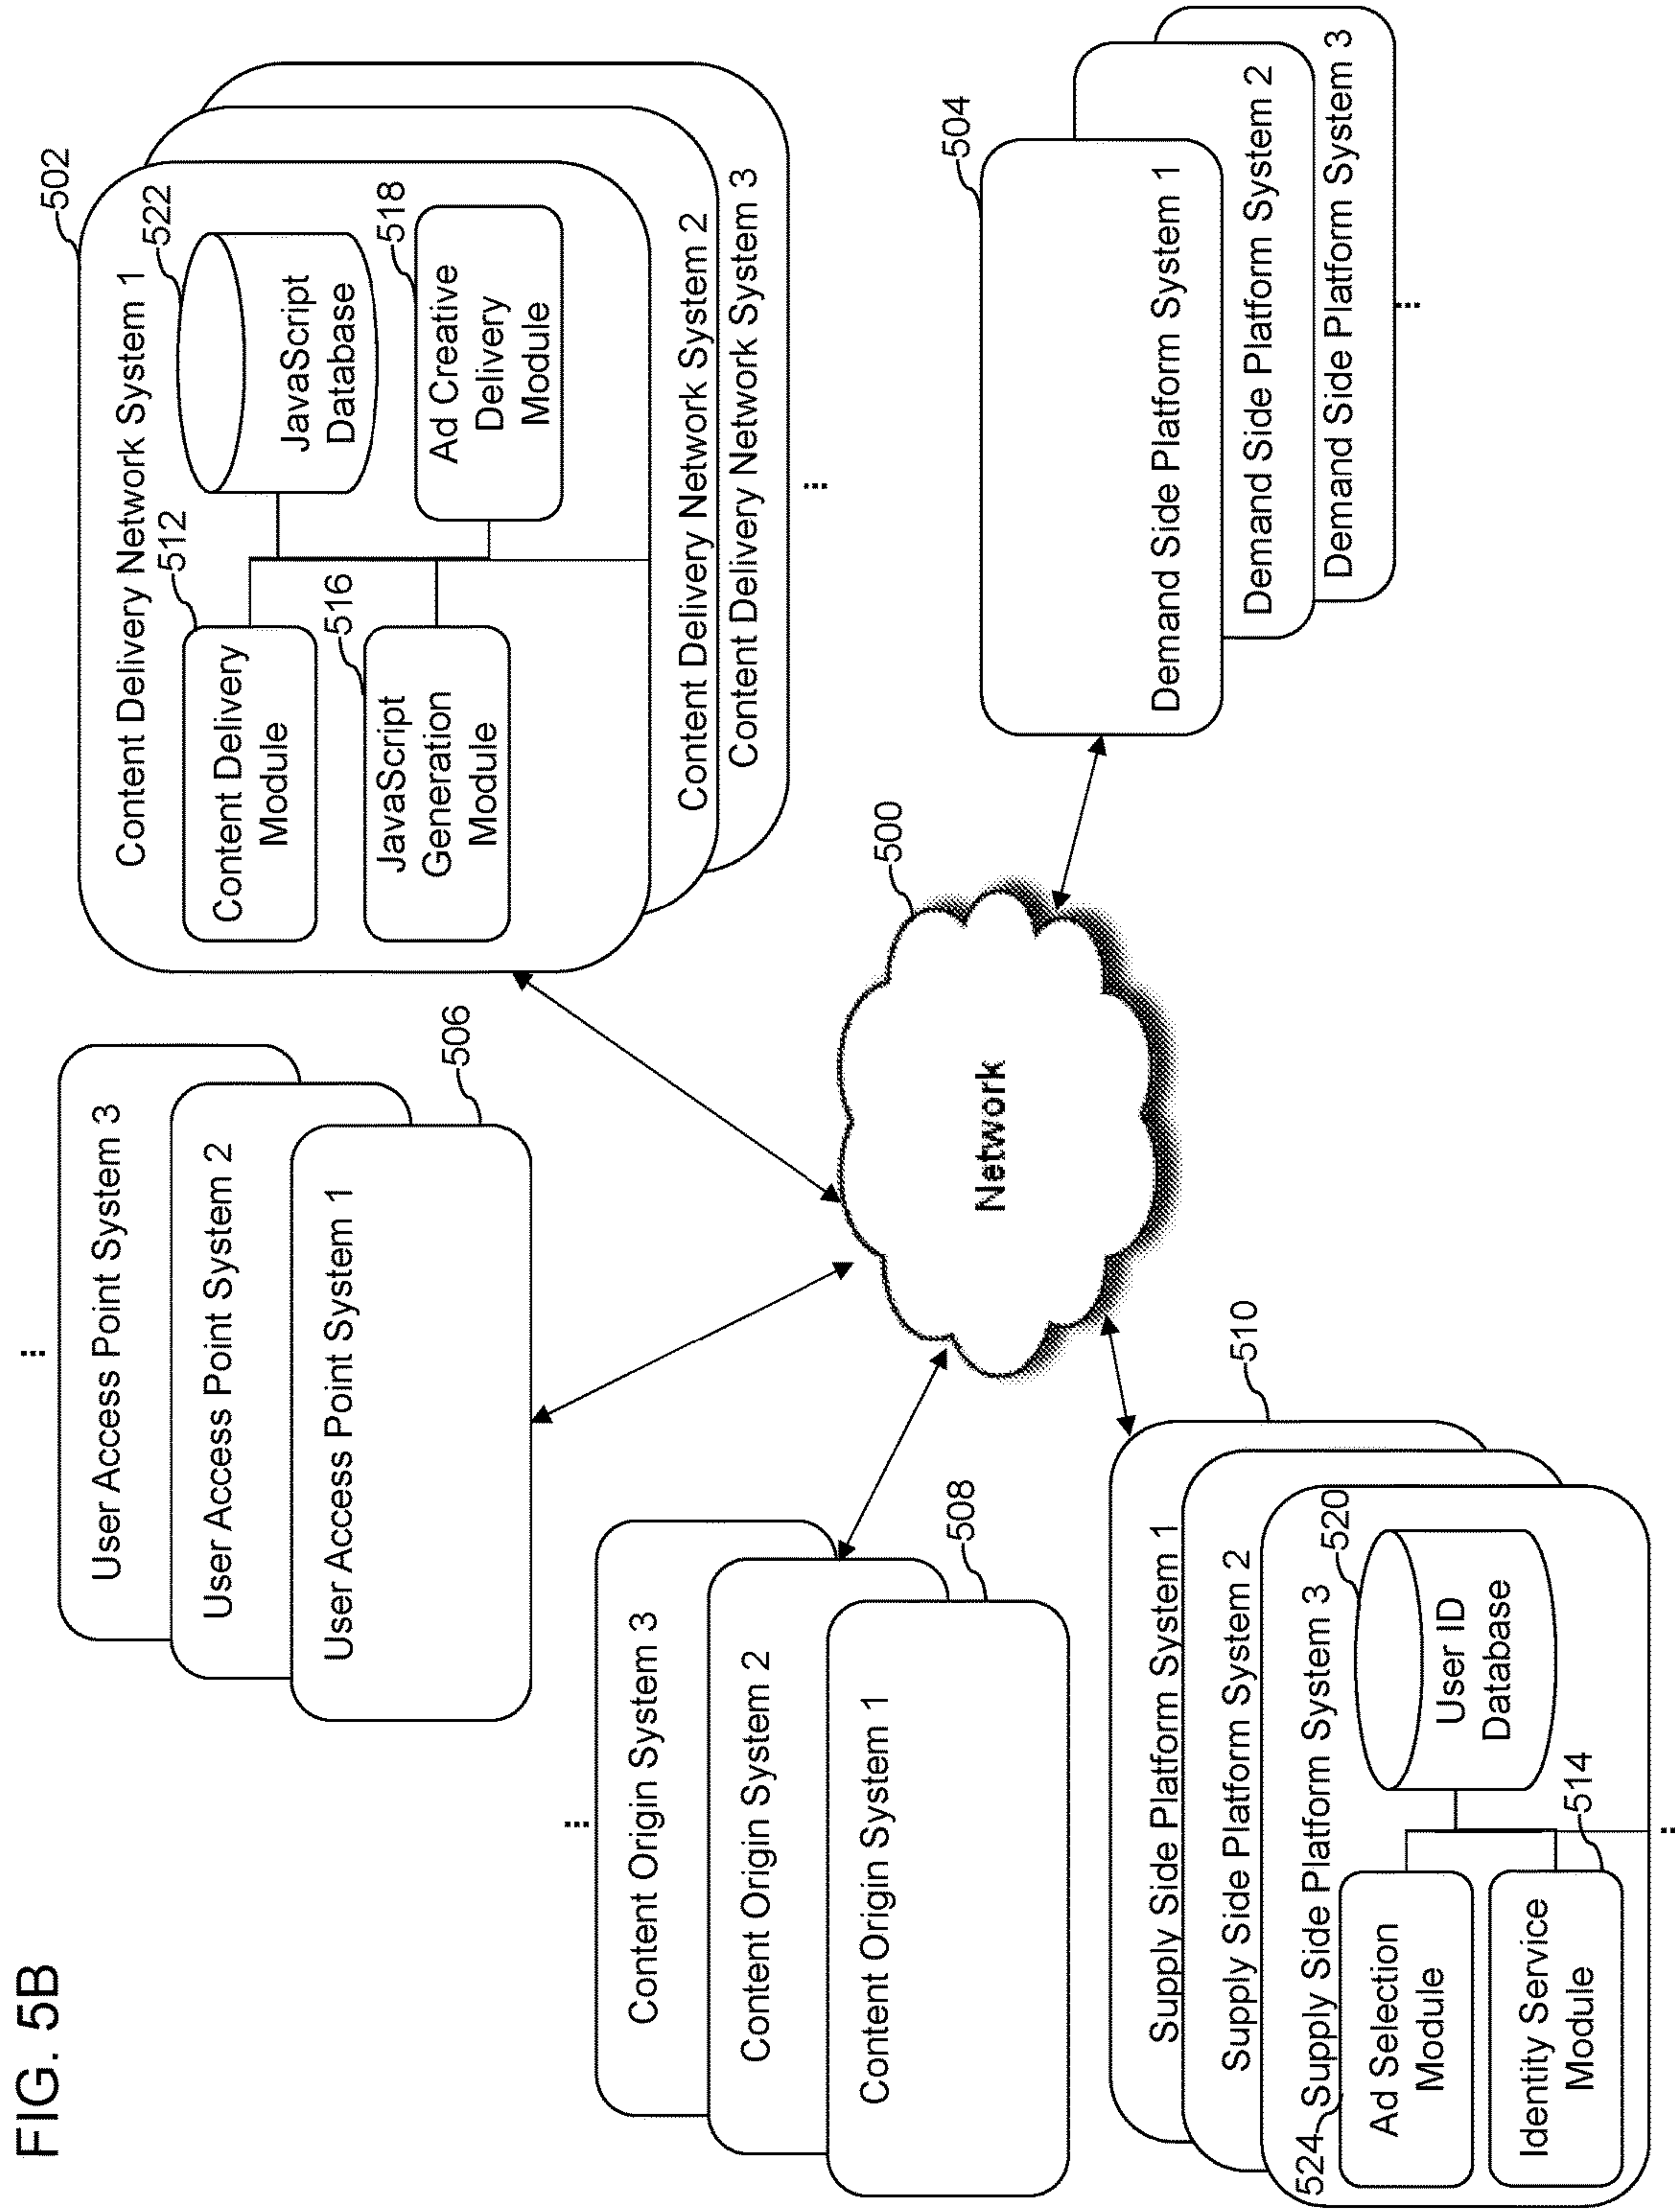 FIG. 5B
User Access Point System 3
User Access Point System 2
User Access Point System 1
506
...
Content Delivery Network System 1
502
Content Delivery
Module
512
JavaScript
Database
522
JavaScript
Generation
Module
516
Ad Creative
Delivery
Module
518
Content Delivery Network System 2
Content Delivery Network System 3
...
Content Origin System 3
Content Origin System 2
Content Origin System 1
508
...
Network
500
Demand Side Platform System 1
504
Demand Side Platform System 2
Demand Side Platform System 3
...
Supply Side Platform System 1
510
Supply Side Platform System 2
Supply Side Platform System 3
524
Ad Selection
Module
User ID
Database
520
Identity Service
Module
514
...